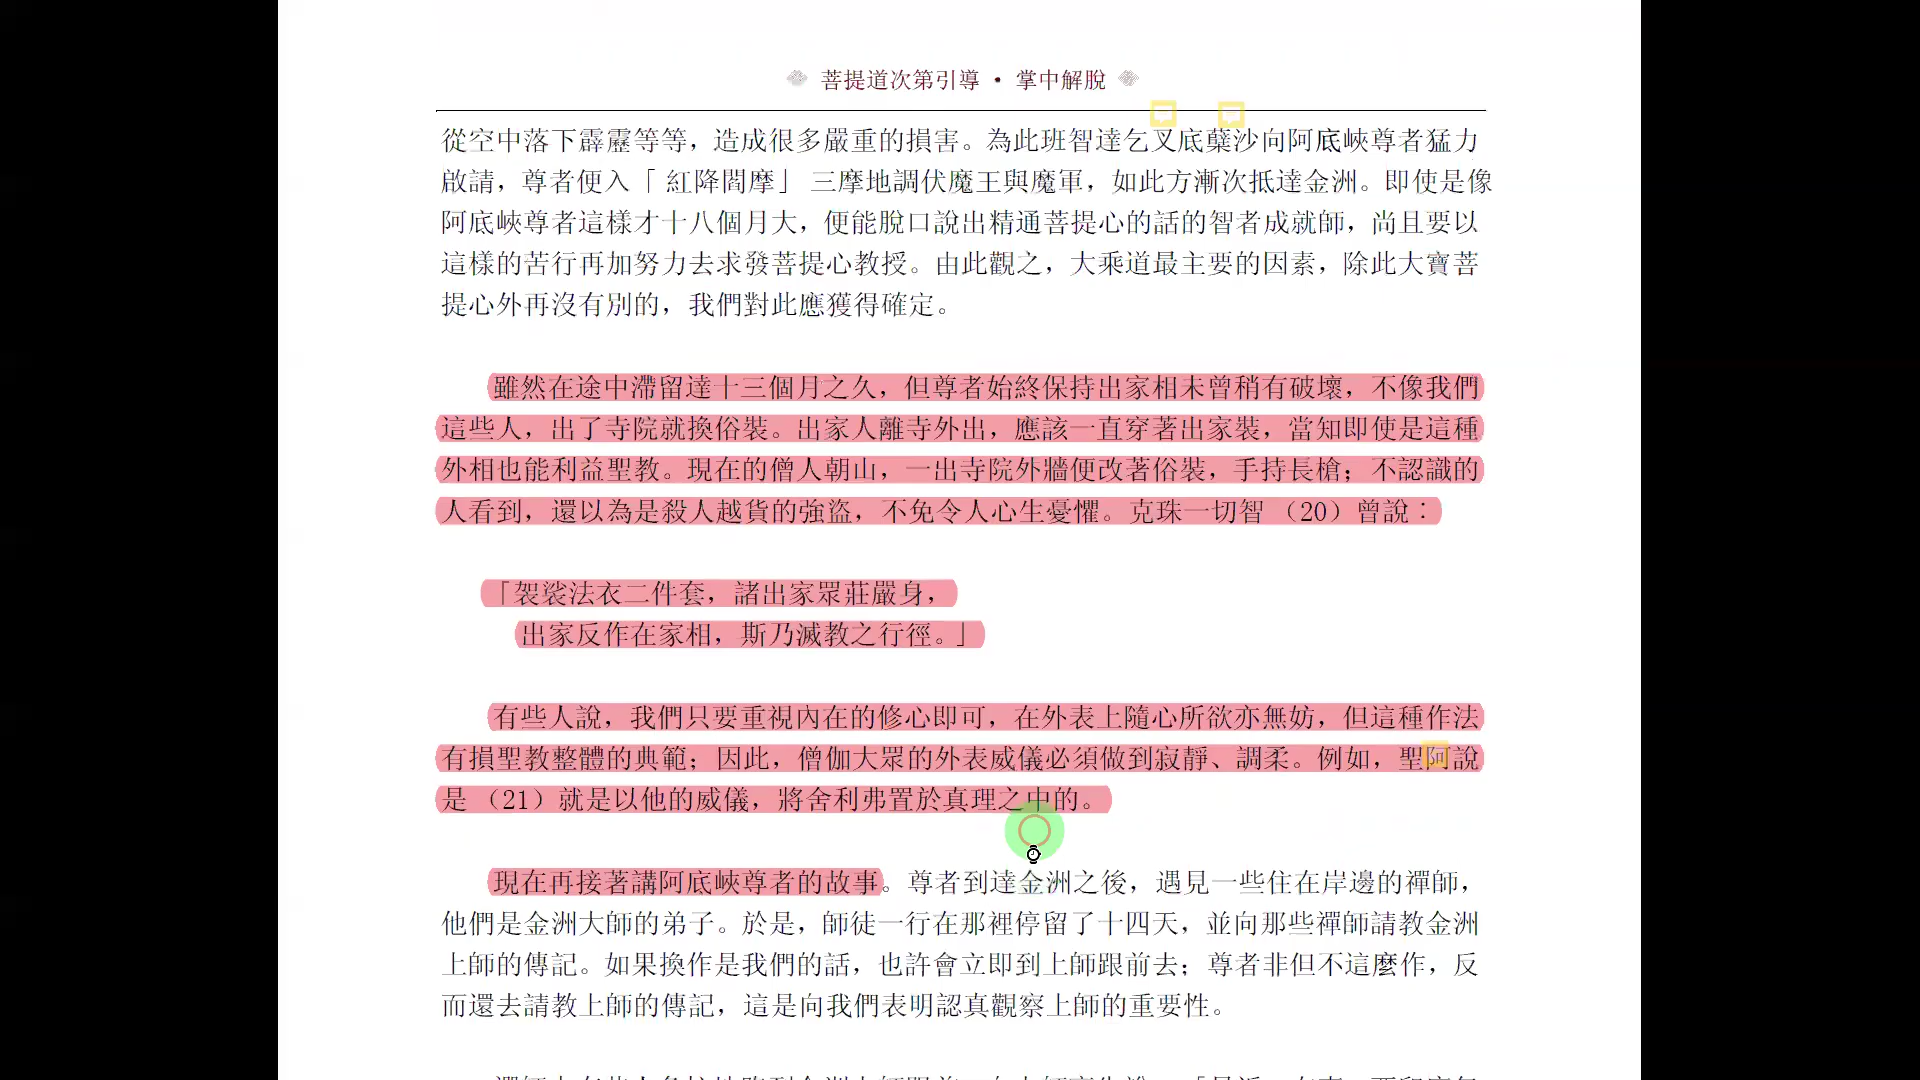 菩提道次第引導 • 掌中解脫
從空中落下霹靂等等，造成很多嚴重的損害。為此班智達乞叉底蘗沙向阿底峽尊者猛力
啟請，尊者便入「 紅降閻摩」 三摩地調伏魔王與魔軍，如此方漸次抵達金洲。即使是像
阿底峽尊者這樣才十八個月大，便能脫口說出精通菩提心的話的智者成就師，尚且要以
這樣的苦行再加努力去求發菩提心教授。由此觀之，大乘道最主要的因素，除此大寶菩
提心外再沒有別的，我們對此應獲得確定。
雖然在途中滯留達十三個月之久，但尊者始終保持出家相未曾稍有破壞，不像我們
這些人，出了寺院就換俗裝。出家人離寺外出，應該一直穿著出家裝，當知即使是這種
外相也能利益聖教。現在的僧人朝山，一出寺院外牆便改著俗裝，手持長槍；不認識的
人看到，還以為是殺人越貨的強盜，不免令人心生憂懼。克珠一切智（20）曾說：
「袈裟法衣二件套，諸出家眾莊嚴身，
出家反作在家相，斯乃滅教之行徑。」
有些人說，我們只要重視內在的修心即可，在外表上隨心所欲亦無妨，但這種作法
有損聖教整體的典範；因此，僧伽大眾的外表威儀必須做到寂靜、調柔。例如，聖阿說
是（21）就是以他的威儀，將舍利弗置於真理之中的。
現在再接著講阿底峽尊者的故事。尊者到達金洲之後，遇見一些住在岸邊的禪師，
他們是金洲大師的弟子。於是，師徒一行在那裡停留了十四天，並向那些禪師請教金洲
上師的傳記。如果換作是我們的話，也許會立即到上師跟前去；尊者非但不這麼作，反
而還去請教上師的傳記，這是向我們表明認真觀察上師的重要性。